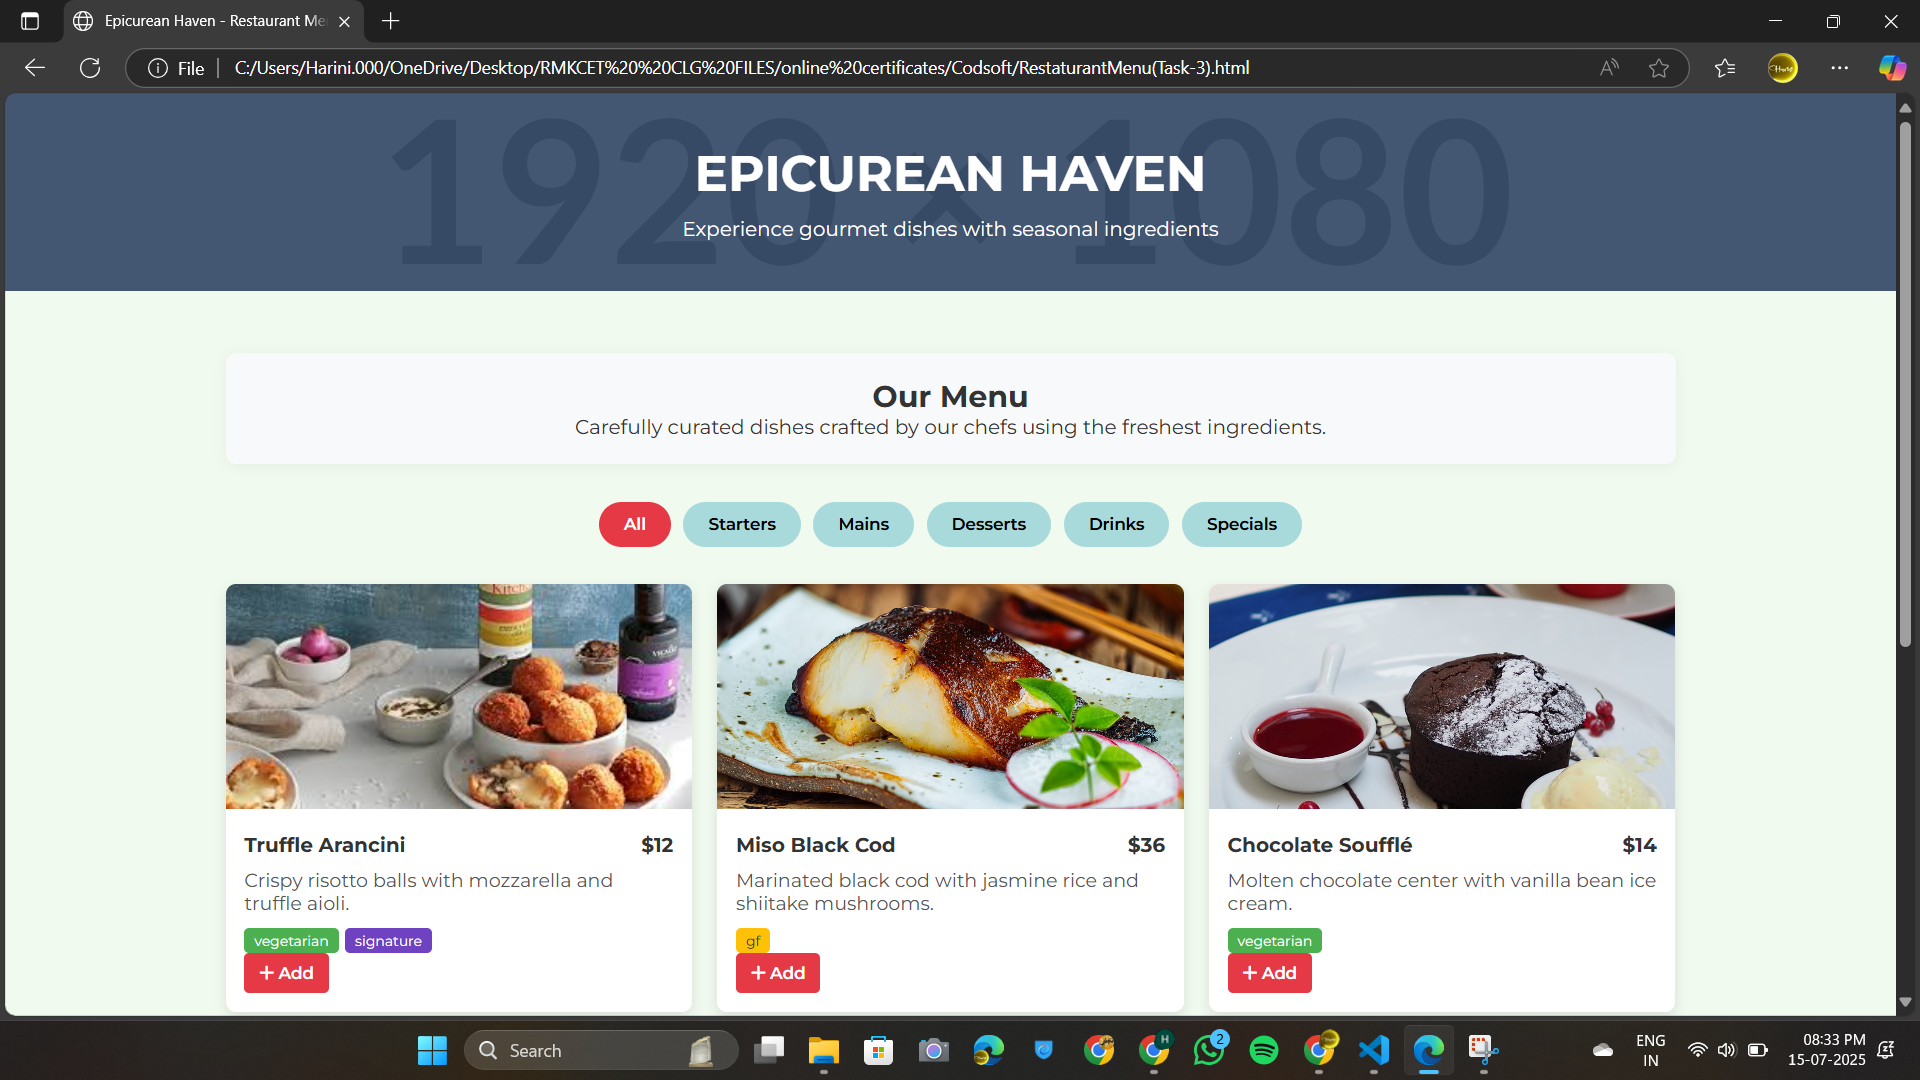 Epicurean Haven - Restaurant Me
File
C:/Users/Harini.000/OneDrive/Desktop/RMKCET%20%20CLG%20FILES/online%20certificates/Codsoft/RestaturantMenu(Task-3).html
1920 × 1080
EPICUREAN HAVEN
Experience gourmet dishes with seasonal ingredients
Our Menu
Carefully curated dishes crafted by our chefs using the freshest ingredients.
All Starters Mains Desserts Drinks Specials
Truffle Arancini $12
Crispy risotto balls with mozzarella and
truffle aioli.
vegetarian signature
+ Add
Miso Black Cod $36
Marinated black cod with jasmine rice and
shiitake mushrooms.
gf
+ Add
Chocolate Soufflé $14
Molten chocolate center with vanilla bean ice
cream.
vegetarian
+ Add
Search
H
2
ENG
IN
08:33 PM
15-07-2025